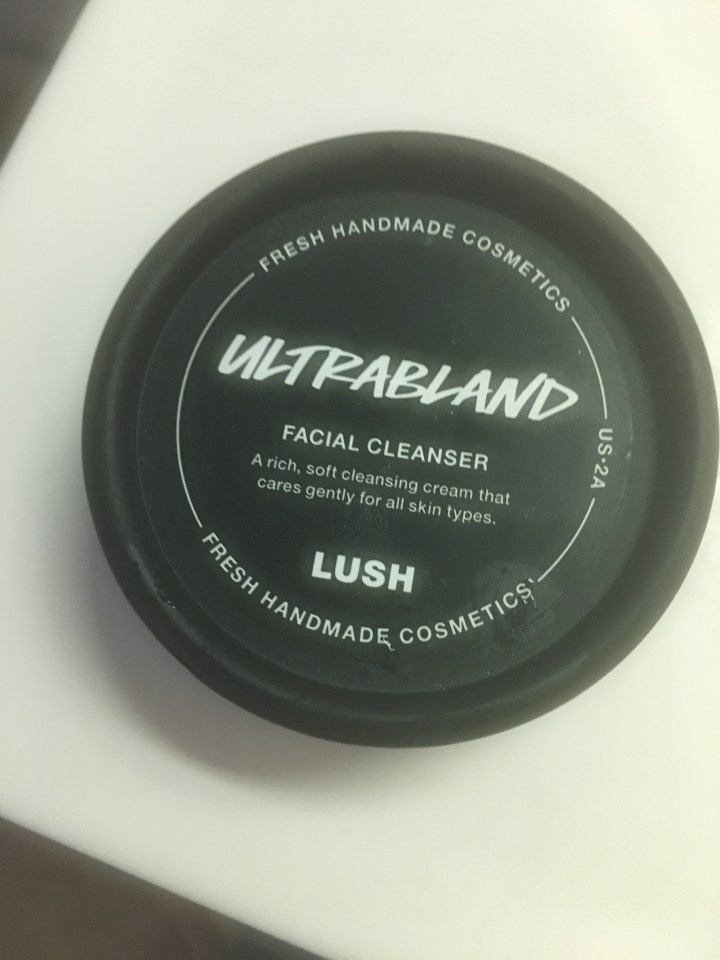 FRESH HANDMADE COSMETICS
ULTRABLAND
FACIAL CLEANSER
A rich, soft cleansing cream that
cares gently for all skin types.
LUSH
US•2A
FRESH HANDMADE COSMETICS